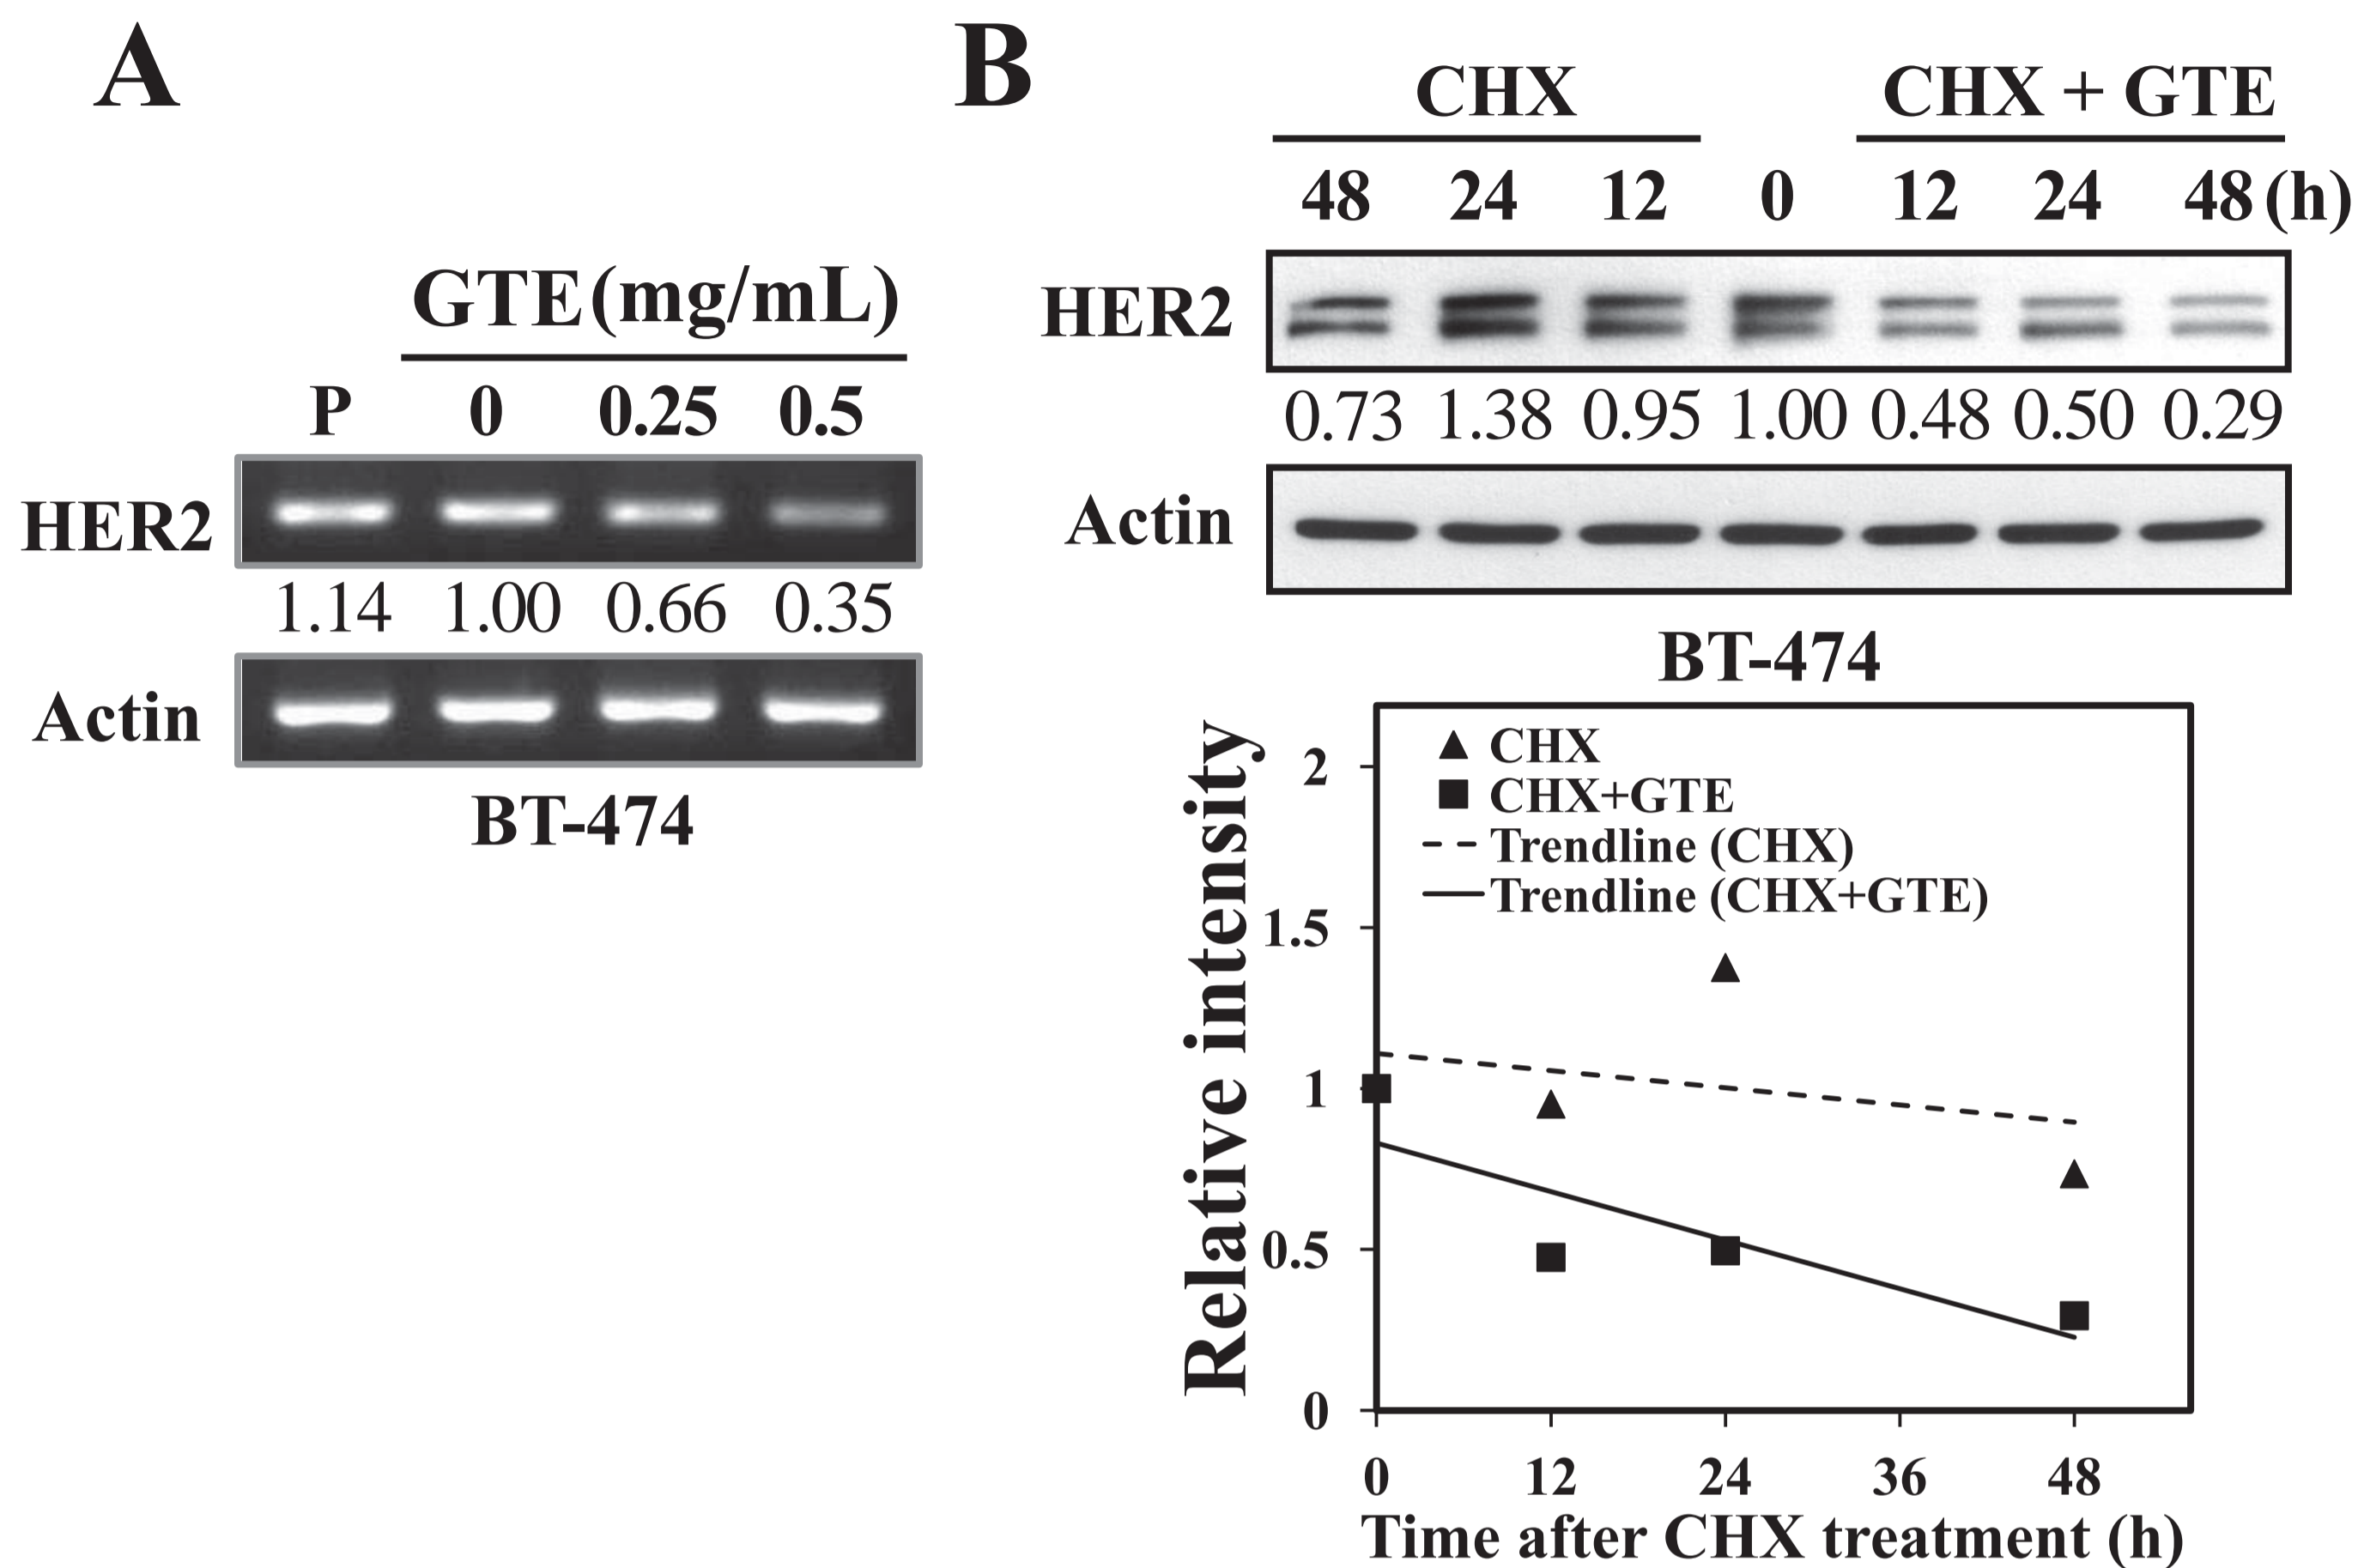 A
GTE(mg/mL)
P 0 0.25 0.5
HER2
1.14 1.00 0.66 0.35
Actin
BT-474
B
CHX CHX + GTE
48 24 12 0 12 24 48 (h)
HER2
0.73 1.38 0.95 1.00 0.48 0.50 0.29
Actin
BT-474
Relative intensity
2
1.5
1
0.5
0
CHX
CHX+GTE
Trendline (CHX)
Trendline (CHX+GTE)
0 12 24 36 48
Time after CHX treatment (h)